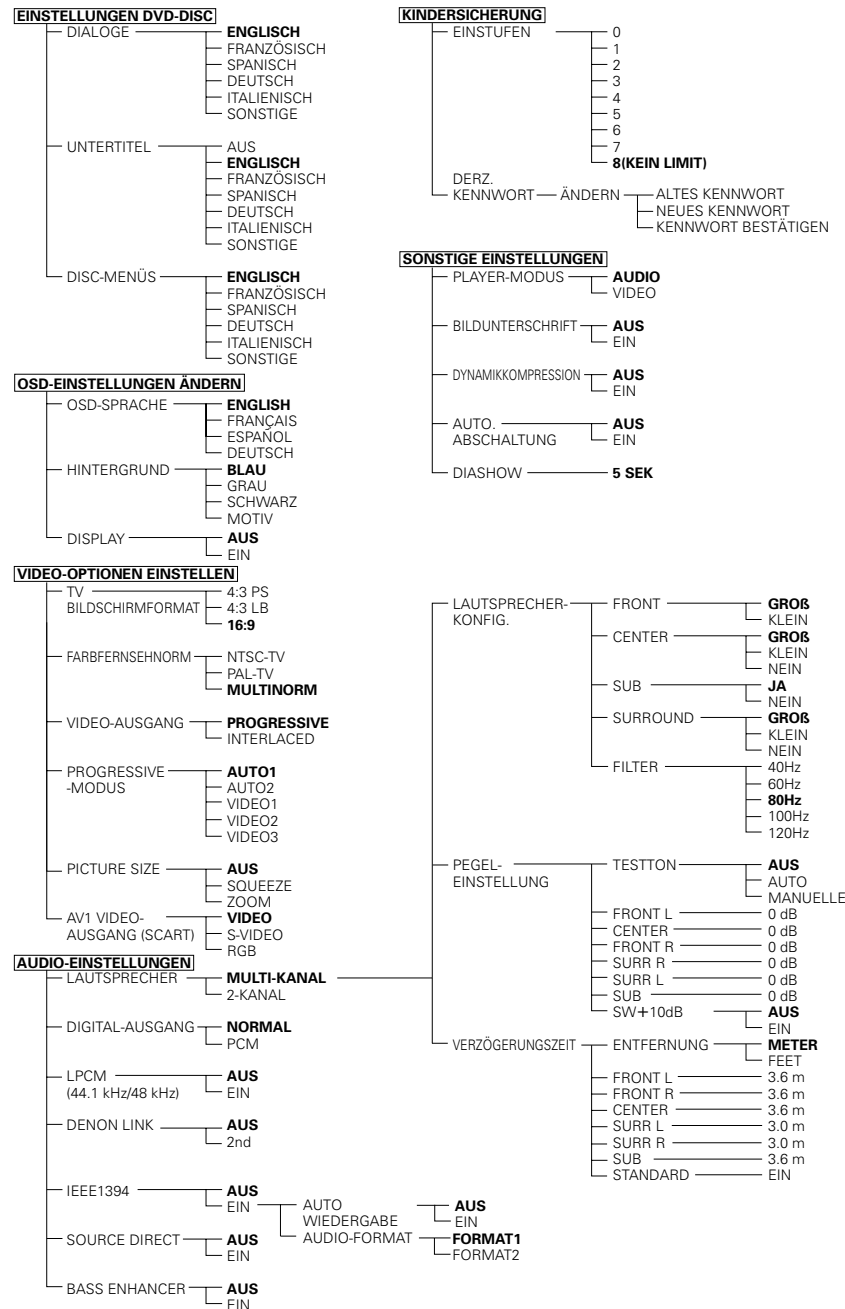 EINSTELLUNGEN DVD-DISC
DIALOGE
ENGLISCH
FRANZÖSISCH
SPANISCH
DEUTSCH
ITALIENISCH
SONSTIGE
UNTERTITEL
AUS
ENGLISCH
FRANZÖSISCH
SPANISCH
DEUTSCH
ITALIENISCH
SONSTIGE
DISC-MENÜS
ENGLISCH
FRANZÖSISCH
SPANISCH
DEUTSCH
ITALIENISCH
SONSTIGE
OSD-EINSTELLUNGEN ÄNDERN
OSD-SPRACHE
ENGLISH
FRANÇAIS
ESPAÑOL
DEUTSCH
HINTERGRUND
BLAU
GRAU
SCHWARZ
MOTIV
DISPLAY
AUS
EIN
VIDEO-OPTIONEN EINSTELLEN
TV
BILDSCHIRMFORMAT
4:3 PS
4:3 LB
16:9
FARBFERNSEHNORM
NTSC-TV
PAL-TV
MULTINORM
VIDEO-AUSGANG
PROGRESSIVE
INTERLACED
PROGRESSIVE
-MODUS
AUTO1
AUTO2
VIDEO1
VIDEO2
VIDEO3
PICTURE SIZE
AUS
SQUEEZE
ZOOM
AV1 VIDEO-
AUSGANG (SCART)
VIDEO
S-VIDEO
RGB
AUDIO-EINSTELLUNGEN
LAUTSPRECHER
MULTI-KANAL
2-KANAL
DIGITAL-AUSGANG
NORMAL
PCM
LPCM
(44.1 kHz/48 kHz)
AUS
EIN
DENON LINK
AUS
2nd
IEEE1394
AUS
EIN
AUTO
WIEDERGABE
AUS
EIN
AUDIO-FORMAT
FORMAT1
FORMAT2
SOURCE DIRECT
AUS
EIN
BASS ENHANCER
AUS
EIN
KINDERSICHERUNG
EINSTUFEN
0
1
2
3
4
5
6
7
8(KEIN LIMIT)
DERZ.
KENNWORT
ÄNDERN
ALTES KENNWORT
NEUES KENNWORT
KENNWORT BESTÄTIGEN
SONSTIGE EINSTELLUNGEN
PLAYER-MODUS
AUDIO
VIDEO
BILDUNTERSCHRIFT
AUS
EIN
DYNAMIKKOMPRESSION
AUS
EIN
AUTO.
ABSCHALTUNG
AUS
EIN
DIASHOW
5 SEK
LAUTSPRECHER-
KONFIG.
FRONT
GROß
KLEIN
CENTER
GROß
KLEIN
NEIN
SUB
JA
NEIN
SURROUND
GROß
KLEIN
NEIN
FILTER
40Hz
60Hz
80Hz
100Hz
120Hz
PEGEL-
EINSTELLUNG
TESTTON
AUS
AUTO
MANUELLE
FRONT L 0 dB
CENTER 0 dB
FRONT R 0 dB
SURR R 0 dB
SURR L 0 dB
SUB 0 dB
SW+10dB
AUS
EIN
VERZÖGERUNGSZEIT
ENTFERNUNG
METER
FEET
FRONT L 3.6 m
FRONT R 3.6 m
CENTER 3.6 m
SURR L 3.0 m
SURR R 3.0 m
SUB 3.6 m
STANDARD EIN